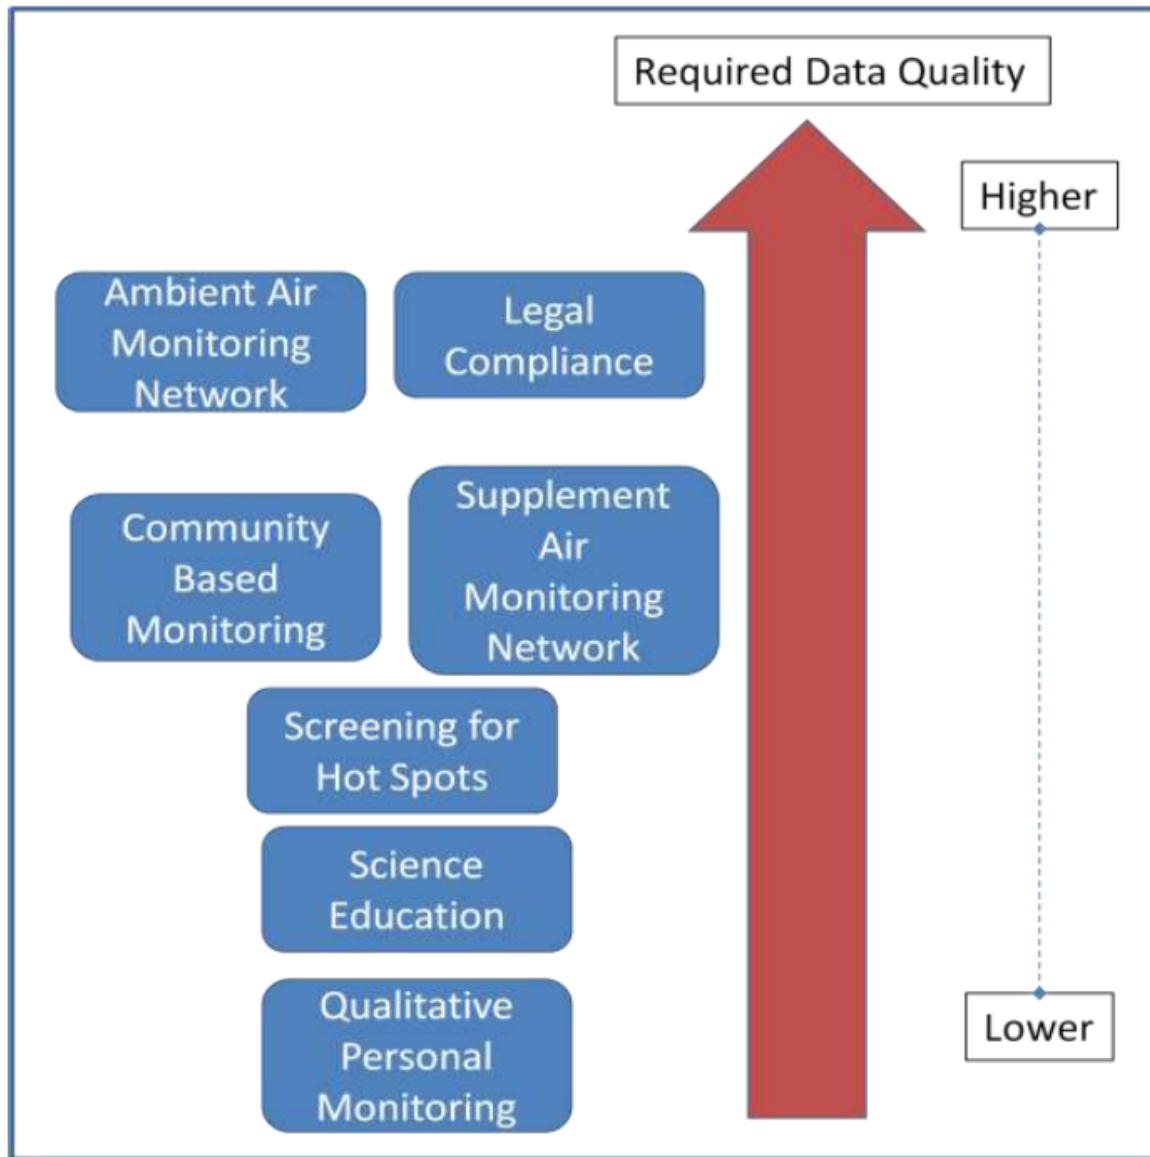 Required Data Quality
Higher
Ambient Air
Monitoring
Network
Legal
Compliance
Community
Based
Monitoring
Supplement
Air
Monitoring
Network
Screening for
Hot Spots
Science
Education
Qualitative
Personal
Monitoring
Lower